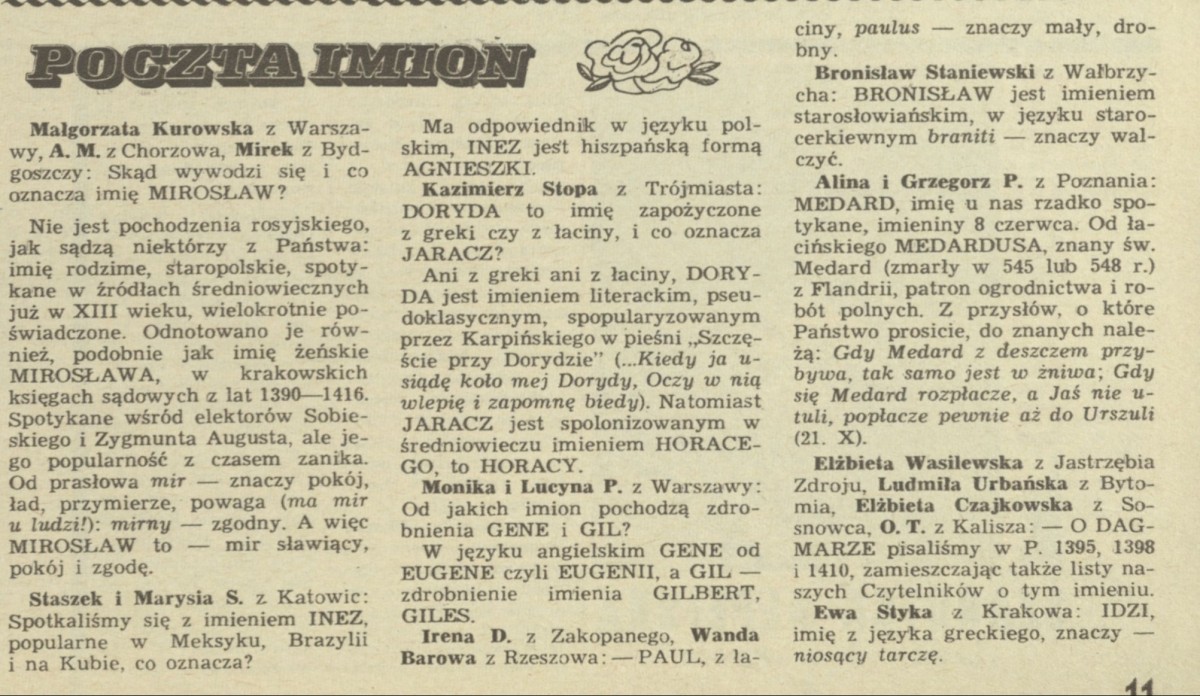 POCZTA IMION
Małgorzata Kurowska z Warsza-
wy, A. M. z Chorzowa, Mirek z Byd-
goszczy: Skąd wywodzi się i co
oznacza imię MIROSŁAW?
Nie jest pochodzenia rosyjskiego,
jak sądzą niektórzy z Państwa:
imię rodzime, staropolskie, spoty-
kane w źródłach średniowiecznych
już w XIII wieku, wielokrotnie po-
świadczone. Odnotowano je rów-
nież, podobnie jak imię żeńskie
MIROSŁAWA, w krakowskich
księgach sądowych z lat 1390—1416.
Spotykane wśród elektorów Sobie-
skiego i Zygmunta Augusta, ale je-
go popularność z czasem zanika.
Od prasłowa mir — znaczy pokój,
ład, przymierze, powaga (ma mir
u ludzi!): mirny — zgodny. A więc
MIROSŁAW to — mir sławiący,
pokój i zgodę.
Staszek i Marysia S. z Katowic:
Spotkaliśmy się z imieniem INEZ,
popularne w Meksyku, Brazylii
i na Kubie, co oznacza?
Ma odpowiednik w języku pol-
skim, INEZ jest hiszpańską formą
AGNIESZKI.
Kazimierz Stopa z Trójmiasta:
DORYDA to imię zapożyczone
z greki czy z łaciny, i co oznacza
JARACZ?
Ani z greki ani z łaciny, DORY-
DA jest imieniem literackim, pseu-
doklasycznym, spopularyzowanym
przez Karpińskiego w pieśni „Szczę-
ście przy Dorydzie” (...Kiedy ja u-
siądę koło mej Dorydy, Oczy w nią
wlepię i zapomnę biedy). Natomiast
JARACZ jest spolonizowanym w
średniowieczu imieniem HORACE-
GO, to HORACY.
Monika i Lucyna P. z Warszawy:
Od jakich imion pochodzą zdro-
bnienia GENE i GIL?
W języku angielskim GENE od
EUGENE czyli EUGENII, a GIL —
zdrobnienie imienia GILBERT,
GILES.
Irena D. z Zakopanego, Wanda
Barowa z Rzeszowa: — PAUL, z ła-
ciny, paulus — znaczy mały, dro-
bny.
Bronisław Staniewski z Wałbrzy-
cha: BRONISŁAW jest imieniem
starosłowiańskim, w języku staro-
cerkiewnym braniti — znaczy wal-
czyć.
Alina i Grzegorz P. z Poznania:
MEDARD, imię u nas rzadko spo-
tykane, imieniny 8 czerwca. Od ła-
cińskiego MEDARDUSA, znany św.
Medard (zmarły w 545 lub 548 r.)
z Flandrii, patron ogrodnictwa i ro-
bót polnych. Z przysłów, o które
Państwo prosicie, do znanych nale-
żą: Gdy Medard z deszczem przy-
bywa, tak samo jest w żniwa; Gdy
się Medard rozpłacze, a Jaś nie u-
tuli, popłacze pewnie aż do Urszuli
(21. X).
Elżbieta Wasilewska z Jastrzębia
Zdroju, Ludmiła Urbańska z Byto-
mia, Elżbieta Czajkowska z So-
snowca, O. T. z Kalisza: — O DAG-
MARZE pisaliśmy w P. 1395, 1398
i 1410, zamieszczając także listy na-
szych Czytelników o tym imieniu.
Ewa Styka z Krakowa: IDZI,
imię z języka greckiego, znaczy —
niosący tarczę.
11